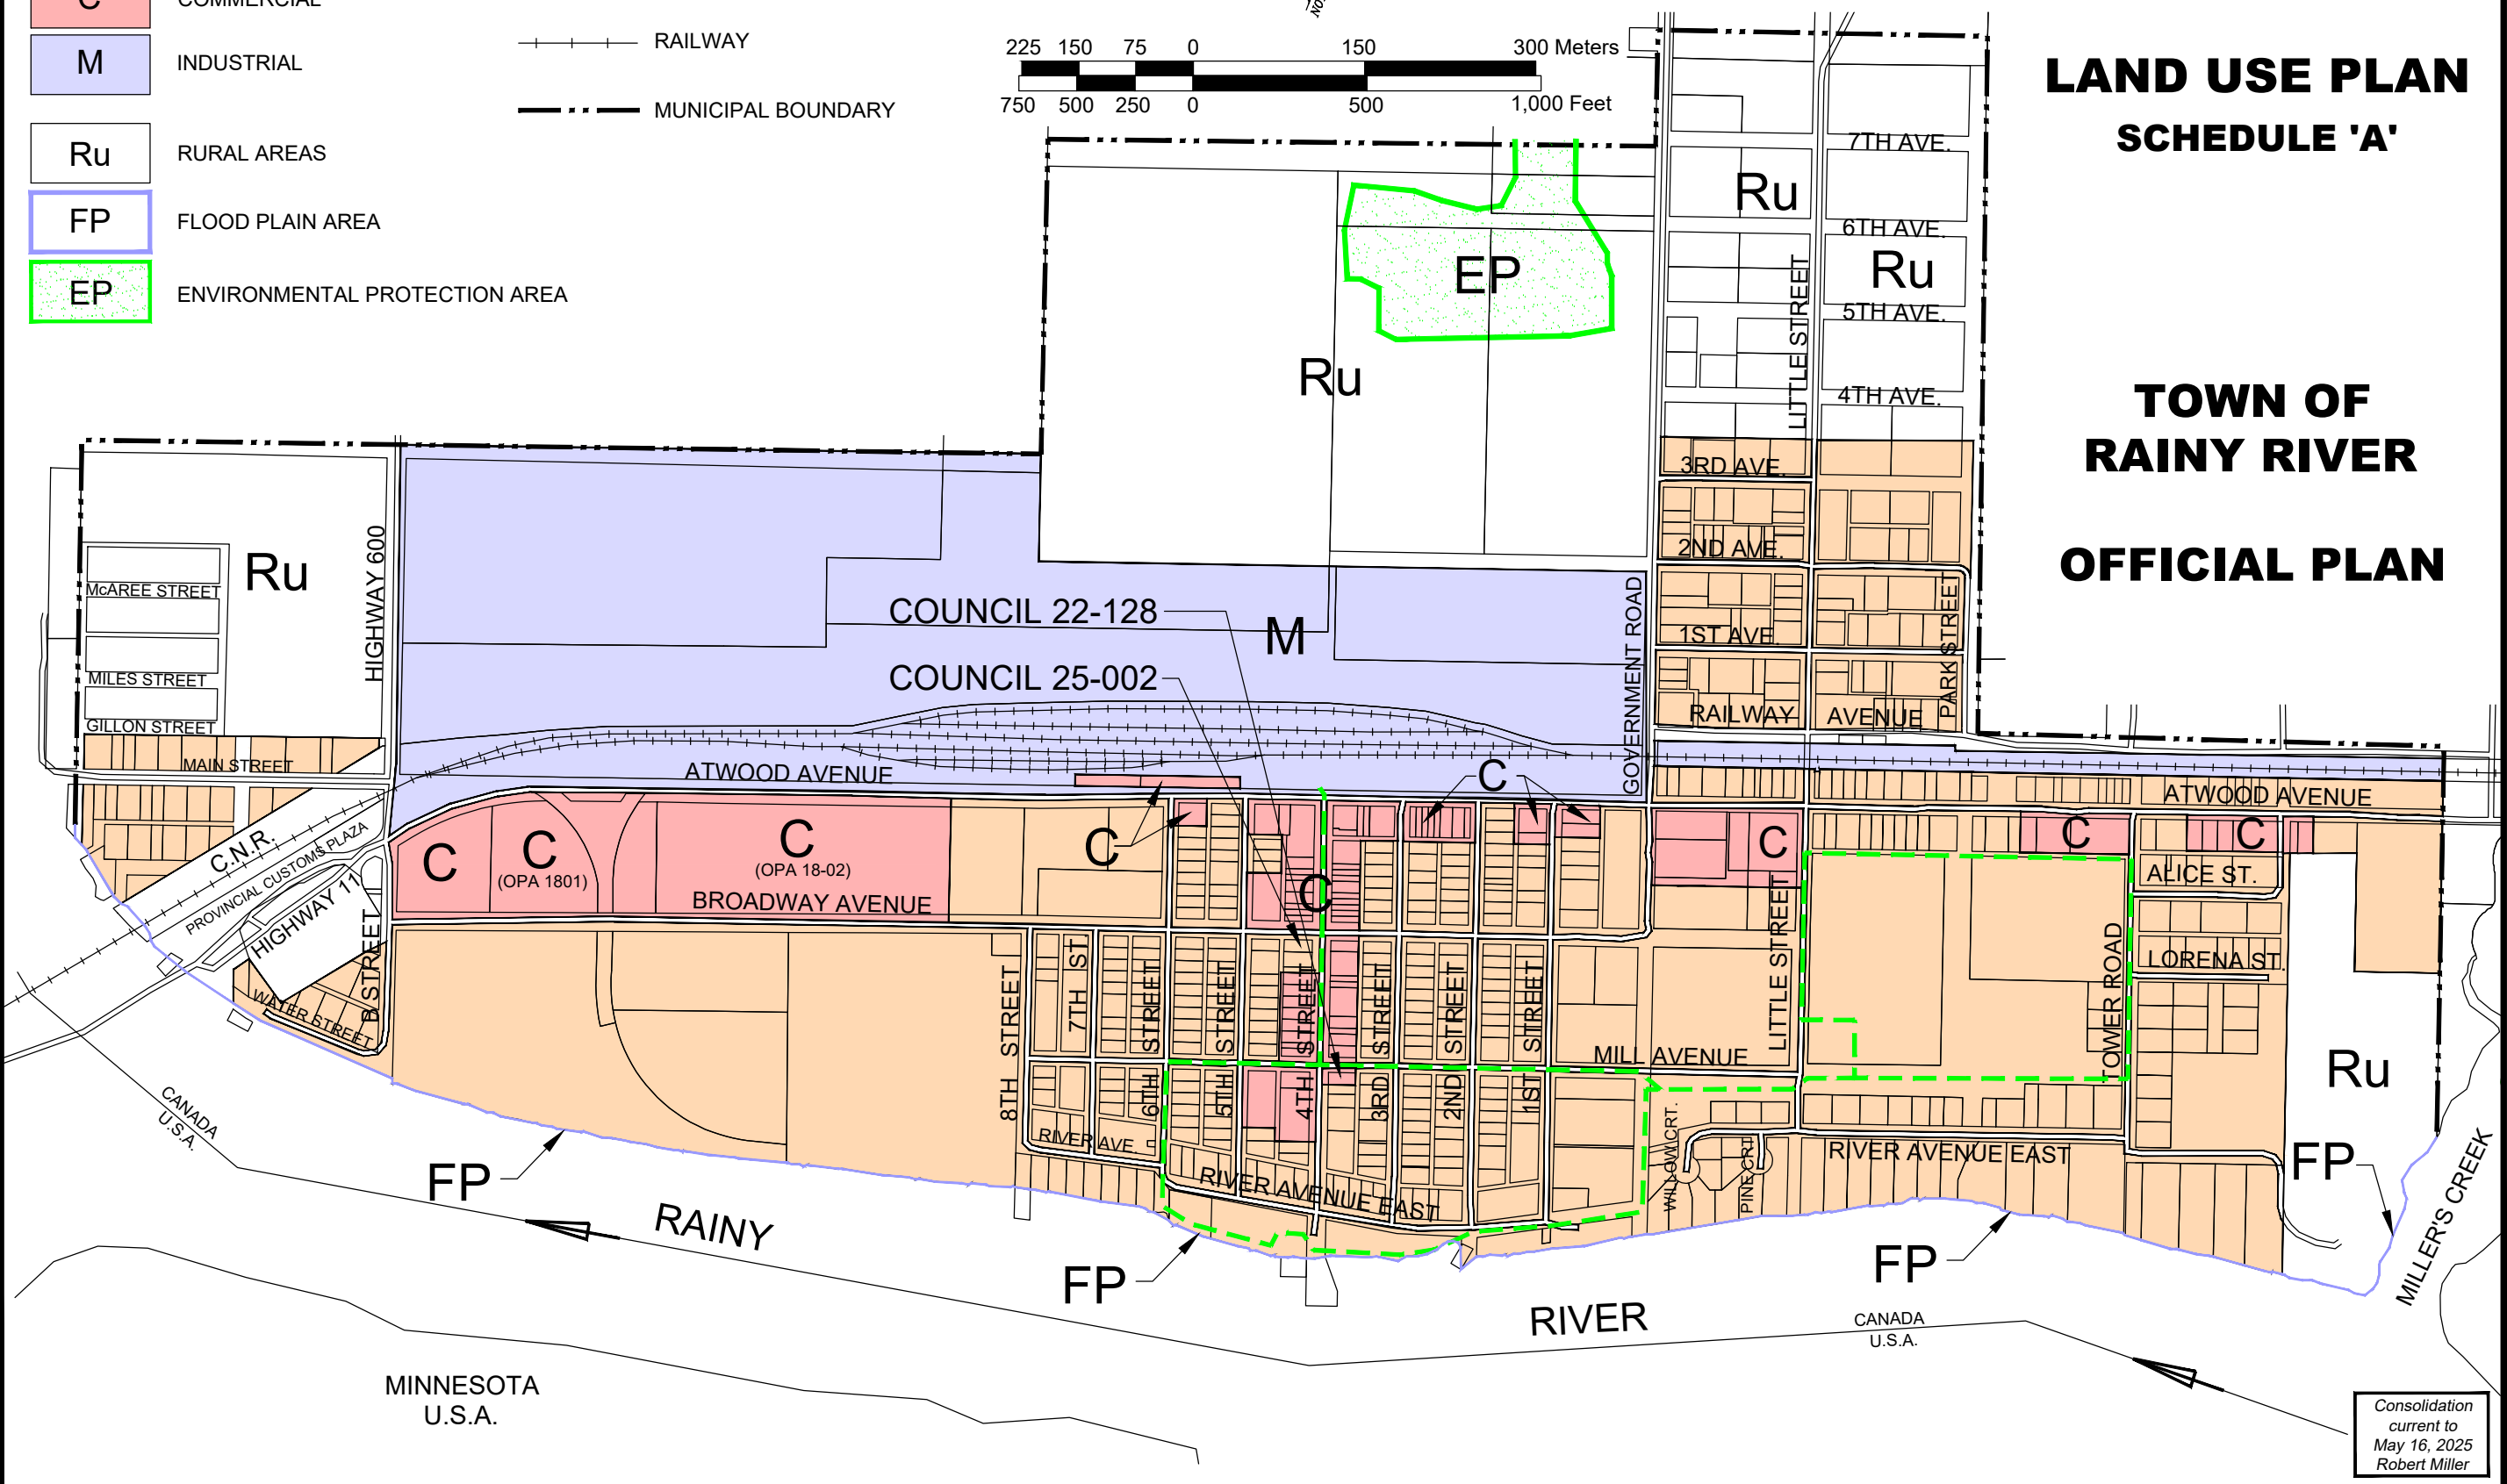 C COMMERCIAL
M INDUSTRIAL
Ru RURAL AREAS
FP FLOOD PLAIN AREA
EP ENVIRONMENTAL PROTECTION AREA
RAILWAY
MUNICIPAL BOUNDARY
225 150 75 0 150 300 Meters
750 500 250 0 500 1,000 Feet
LAND USE PLAN
SCHEDULE 'A'
TOWN OF
RAINY RIVER
OFFICIAL PLAN
7TH AVE.
Ru
6TH AVE.
Ru
EP
5TH AVE.
LITTLE STREET
Ru
4TH AVE.
3RD AVE.
2ND AVE.
1ST AVE.
PARK STREET
RAILWAY AVENUE
GOVERNMENT ROAD
Ru
HIGHWAY 600
McAREE STREET
MILES STREET
GILLON STREET
MAIN STREET
COUNCIL 22-128
M
COUNCIL 25-002
ATWOOD AVENUE
C
ATWOOD AVENUE
C.N.R.
PROVINCIAL CUSTOMS PLAZA
HIGHWAY 11
B STREET
WATER STREET
C
C
(OPA 1801)
C
(OPA 18-02)
BROADWAY AVENUE
C
C
C
C
C
ALICE ST.
LORENA ST.
TOWER ROAD
LITTLE STREET
MILL AVENUE
8TH STREET
7TH ST
6TH STREET
5TH STREET
4TH STREET
3RD STREET
2ND STREET
1ST STREET
RIVER AVE.
RIVER AVENUE EAST
WILLOW CRT.
PINE CRT.
RIVER AVENUE EAST
Ru
FP
MILLER'S CREEK
CANADA
U.S.A.
FP
RAINY
FP
RIVER
FP
CANADA
U.S.A.
MINNESOTA
U.S.A.
Consolidation
current to
May 16, 2025
Robert Miller